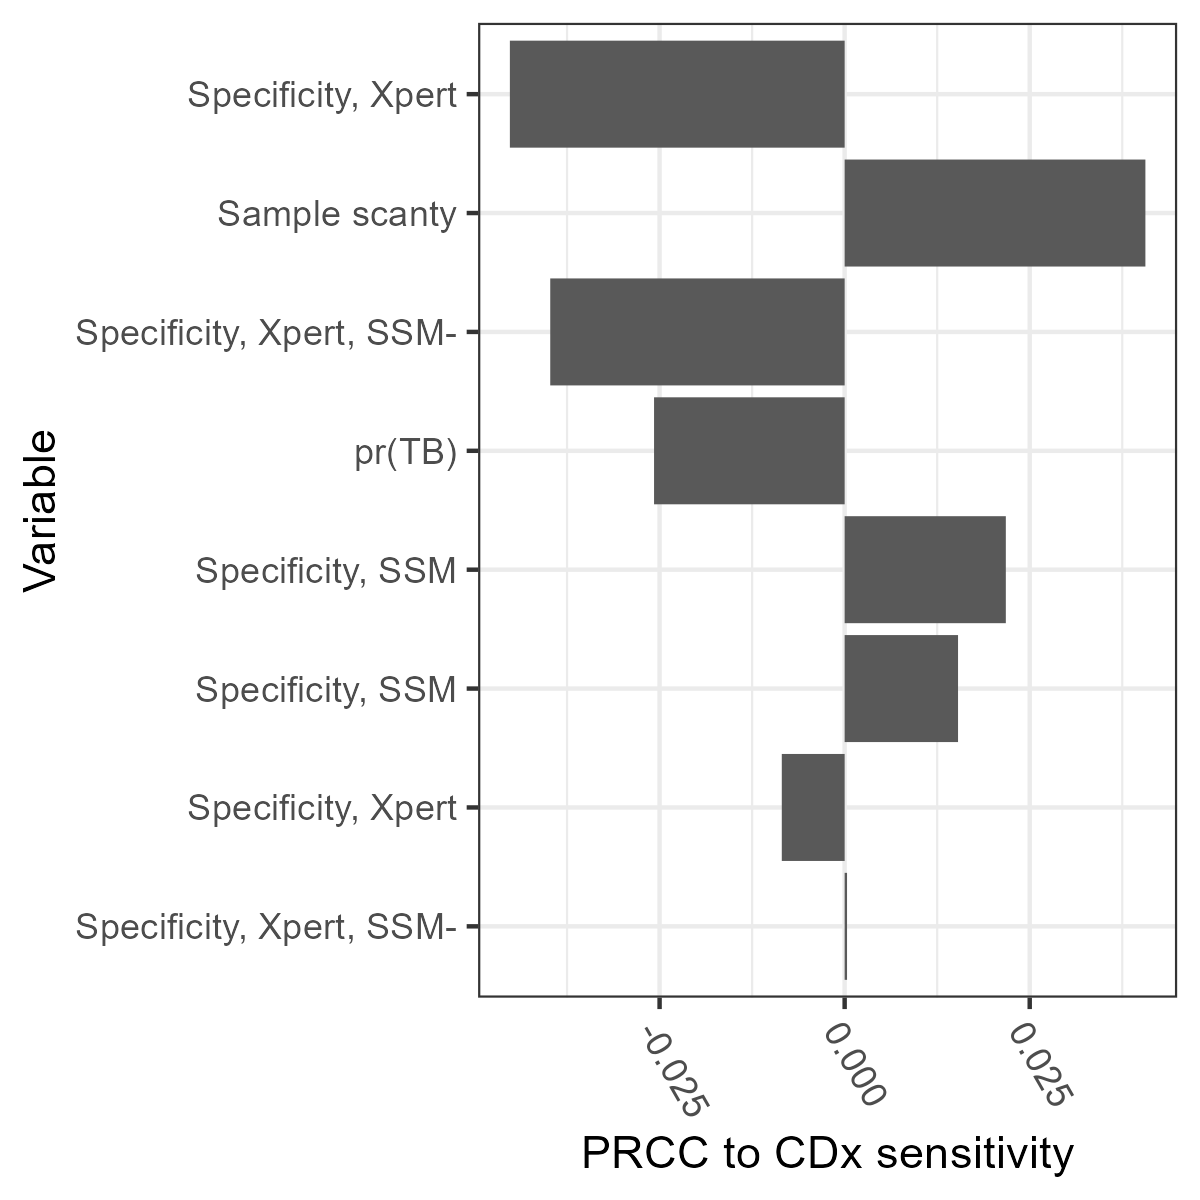 Specificity, Xpert
Sample scanty
Specificity, Xpert, SSM-
pr(TB)
Specificity, SSM
Specificity, SSM
Specificity, Xpert
Specificity, Xpert, SSM-
Variable
-0.025
0.000
0.025
PRCC to CDx sensitivity